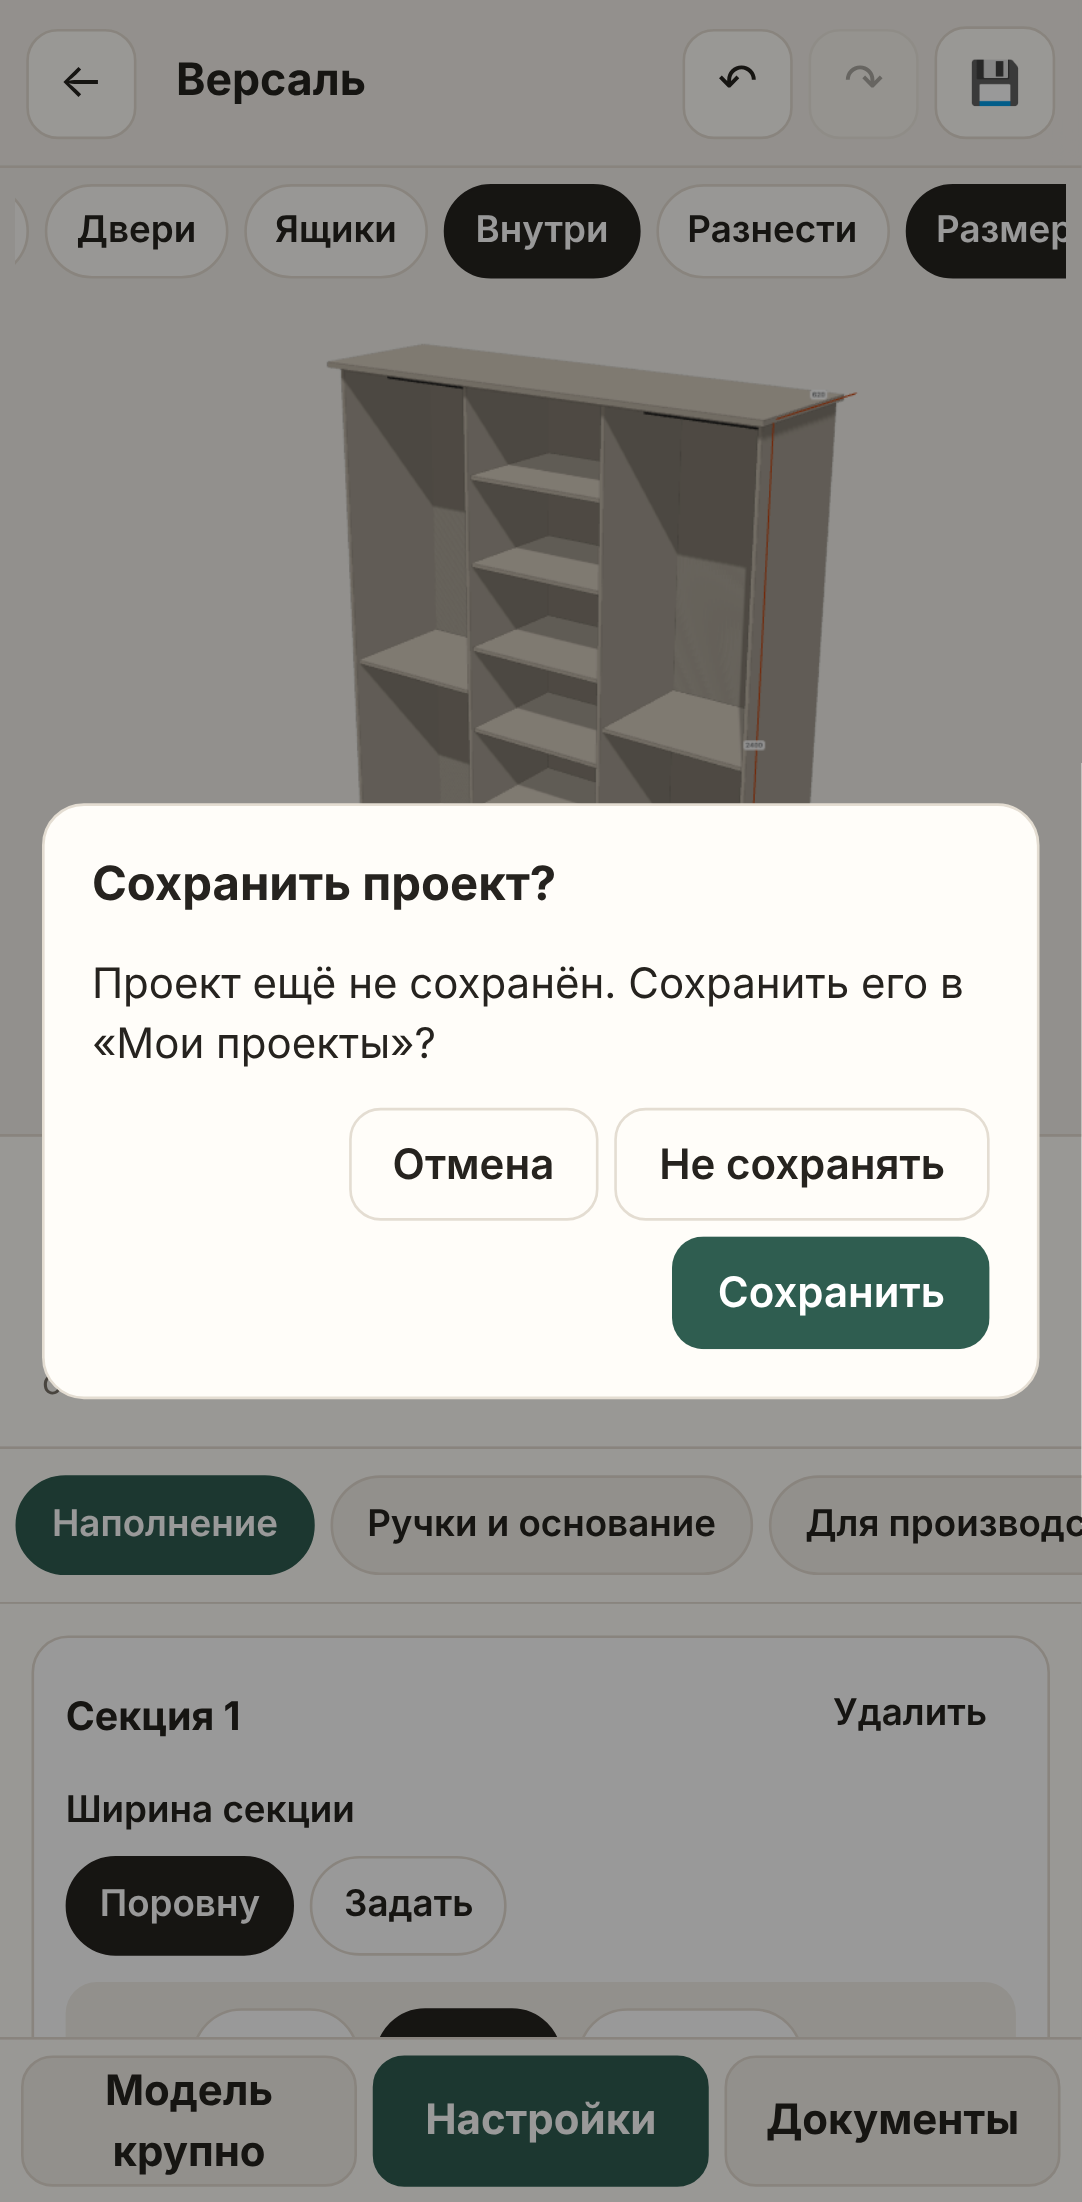 Версаль
Двери
Ящики
Внутри
Разнести
Размер
Сохранить проект?
Проект ещё не сохранён. Сохранить его в
«Мои проекты»?
Отмена
Не сохранять
Сохранить
Наполнение
Ручки и основание
Для производс
Секция 1
Удалить
Ширина секции
Поровну
Задать
Модель
крупно
Настройки
Документы